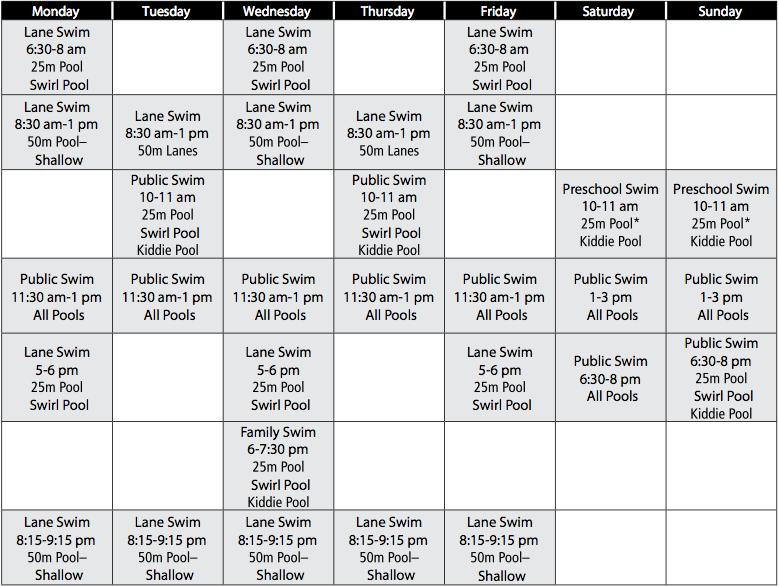 Monday Tuesday Wednesday Thursday Friday Saturday Sunday
Lane Swim
6:30-8 am
25m Pool
Swirl Pool
Lane Swim
6:30-8 am
25m Pool
Swirl Pool
Lane Swim
6:30-8 am
25m Pool
Swirl Pool
Lane Swim
8:30 am-1 pm
50m Pool–
Shallow
Lane Swim
8:30 am-1 pm
50m Lanes
Lane Swim
8:30 am-1 pm
50m Pool–
Shallow
Lane Swim
8:30 am-1 pm
50m Lanes
Lane Swim
8:30 am-1 pm
50m Pool–
Shallow
Public Swim
10-11 am
25m Pool
Swirl Pool
Kiddie Pool
Public Swim
10-11 am
25m Pool
Swirl Pool
Kiddie Pool
Preschool Swim
10-11 am
25m Pool*
Kiddie Pool
Preschool Swim
10-11 am
25m Pool*
Kiddie Pool
Public Swim
11:30 am-1 pm
All Pools
Public Swim
11:30 am-1 pm
All Pools
Public Swim
11:30 am-1 pm
All Pools
Public Swim
11:30 am-1 pm
All Pools
Public Swim
11:30 am-1 pm
All Pools
Public Swim
1-3 pm
All Pools
Public Swim
1-3 pm
All Pools
Lane Swim
5-6 pm
25m Pool
Swirl Pool
Lane Swim
5-6 pm
25m Pool
Swirl Pool
Lane Swim
5-6 pm
25m Pool
Swirl Pool
Public Swim
6:30-8 pm
All Pools
Public Swim
6:30-8 pm
25m Pool
Swirl Pool
Kiddie Pool
Family Swim
6-7:30 pm
25m Pool
Swirl Pool
Kiddie Pool
Lane Swim
8:15-9:15 pm
50m Pool–
Shallow
Lane Swim
8:15-9:15 pm
50m Pool–
Shallow
Lane Swim
8:15-9:15 pm
50m Pool–
Shallow
Lane Swim
8:15-9:15 pm
50m Pool–
Shallow
Lane Swim
8:15-9:15 pm
50m Pool–
Shallow